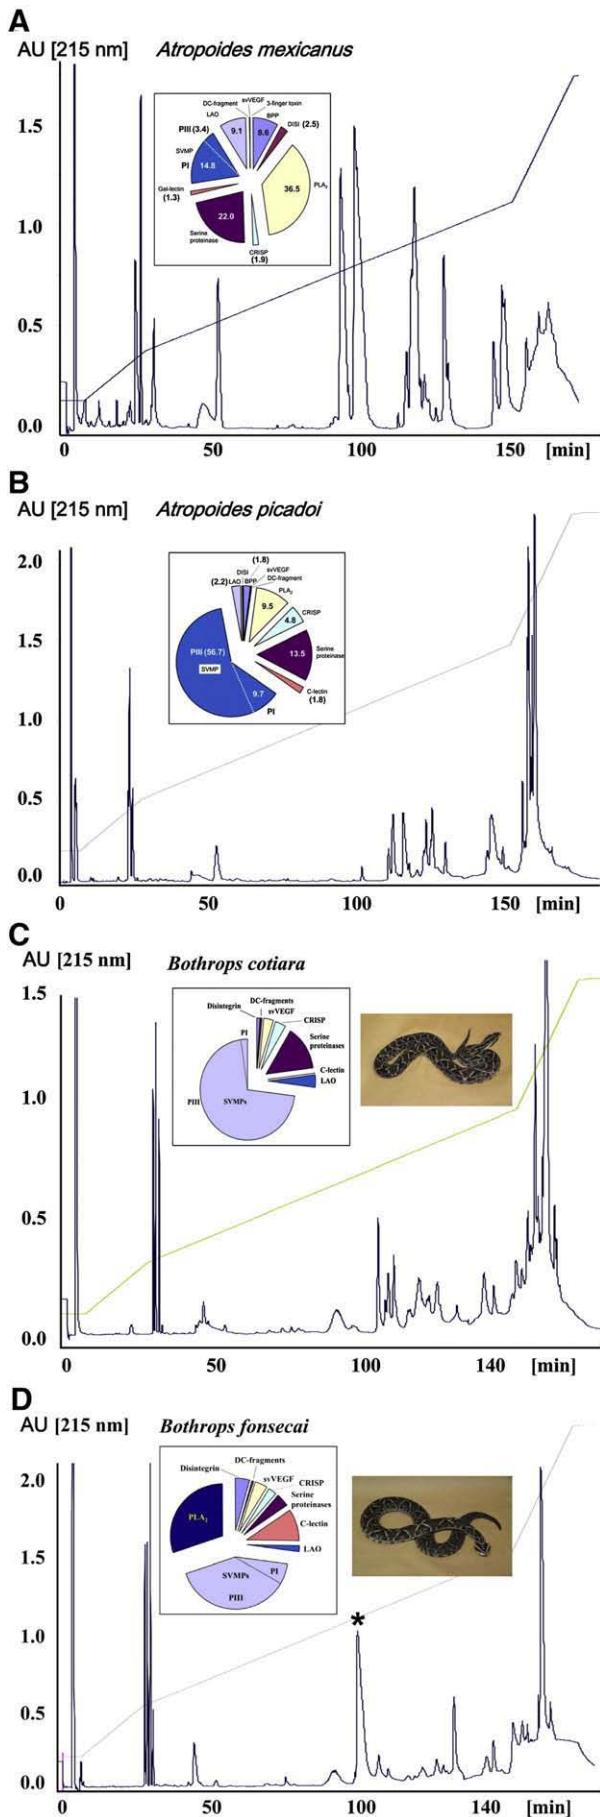 A
AU [215 nm] Atropoides mexicanus
svVEGF
DC-fragment 3-finger toxin
LAO BPP
DISI (2.5)
9.1 8.6
PIII (3.4)
SVMP
PI 14.8
36.5 PLA₂
Gal-lectin
(1.3)
22.0
Serine
proteinase
CRISP
(1.9)
1.5
1.0
0.5
0.0
0 50 100 150 [min]
B
AU [215 nm] Atropoides picadoi
(1.8)
DISI svVEGF
(2.2) LAO BPP DC-fragment
PLA₂
9.5
CRISP
4.8
PIII (56.7)
SVMP
13.5 Serine
proteinase
9.7
PI
C-lectin
(1.8)
2.0
1.5
1.0
0.5
0.0
0 50 100 150 [min]
C
AU [215 nm] Bothrops cotiara
DC-fragments
Disintegrin svVEGF
CRISP
PI
Serine
proteinases
C-lectin
LAO
PIII SVMPs
1.5
1.0
0.5
0.0
0 100 140 [min]
D
AU [215 nm] Bothrops fonsecai
DC-fragments
Disintegrin svVEGF
CRISP
Serine
proteinases
C-lectin
LAO
SVMPs PI
PIII
2.0
1.5
1.0
0.5
0.0
*
0 50 100 140 [min]